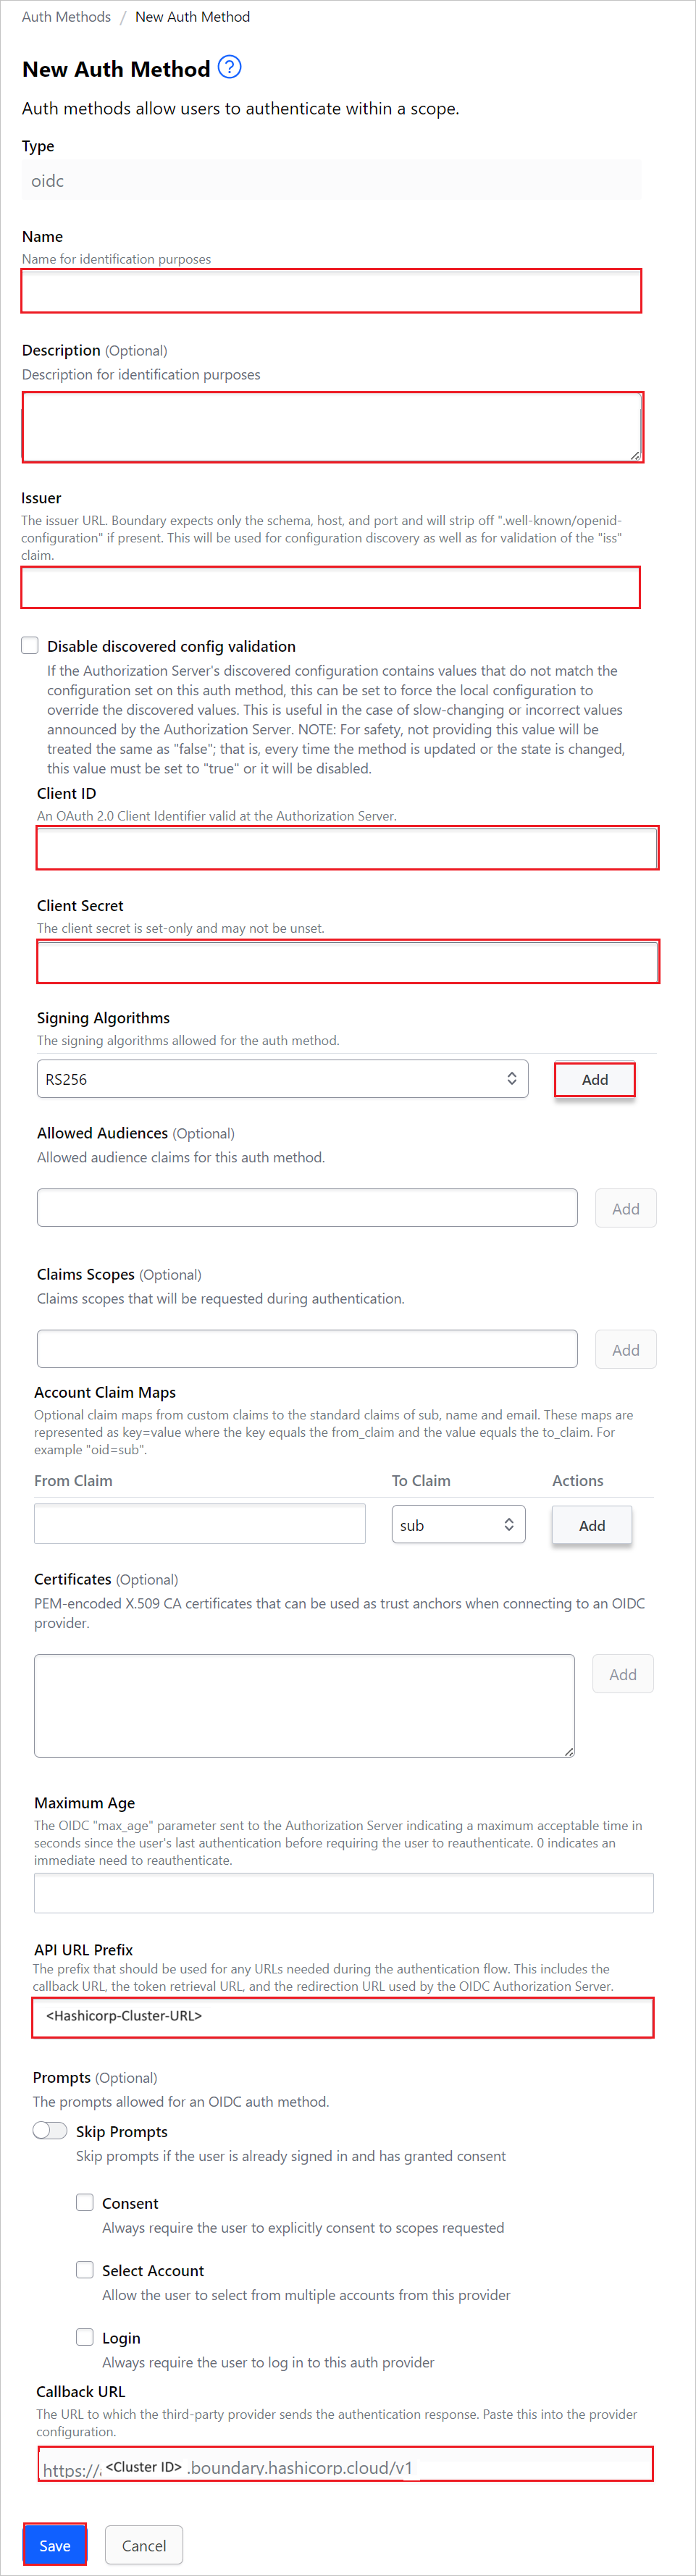 Auth Methods / New Auth Method
New Auth Method ?
Auth methods allow users to authenticate within a scope.
Type
oidc
Name
Name for identification purposes
Description (Optional)
Description for identification purposes
Issuer
The issuer URL. Boundary expects only the schema, host, and port and will strip off ".well-known/openid-
configuration" if present. This will be used for configuration discovery as well as for validation of the "iss"
claim.
Disable discovered config validation
If the Authorization Server's discovered configuration contains values that do not match the
configuration set on this auth method, this can be set to force the local configuration to
override the discovered values. This is useful in the case of slow-changing or incorrect values
announced by the Authorization Server. NOTE: For safety, not providing this value will be
treated the same as "false"; that is, every time the method is updated or the state is changed,
this value must be set to "true" or it will be disabled.
Client ID
An OAuth 2.0 Client Identifier valid at the Authorization Server.
Client Secret
The client secret is set-only and may not be unset.
Signing Algorithms
The signing algorithms allowed for the auth method.
RS256 Add
Allowed Audiences (Optional)
Allowed audience claims for this auth method.
Add
Claims Scopes (Optional)
Claims scopes that will be requested during authentication.
Add
Account Claim Maps
Optional claim maps from custom claims to the standard claims of sub, name and email. These maps are
represented as key=value where the key equals the from_claim and the value equals the to_claim. For
example "oid=sub".
From Claim To Claim Actions
sub Add
Certificates (Optional)
PEM-encoded X.509 CA certificates that can be used as trust anchors when connecting to an OIDC
provider.
Add
Maximum Age
The OIDC "max_age" parameter sent to the Authorization Server indicating a maximum acceptable time in
seconds since the user's last authentication before requiring the user to reauthenticate. 0 indicates an
immediate need to reauthenticate.
API URL Prefix
The prefix that should be used for any URLs needed during the authentication flow. This includes the
callback URL, the token retrieval URL, and the redirection URL used by the OIDC Authorization Server.
<Hashicorp-Cluster-URL>
Prompts (Optional)
The prompts allowed for an OIDC auth method.
Skip Prompts
Skip prompts if the user is already signed in and has granted consent
Consent
Always require the user to explicitly consent to scopes requested
Select Account
Allow the user to select from multiple accounts from this provider
Login
Always require the user to log in to this auth provider
Callback URL
The URL to which the third-party provider sends the authentication response. Paste this into the provider
configuration.
https:// <Cluster ID> .boundary.hashicorp.cloud/v1
Save Cancel